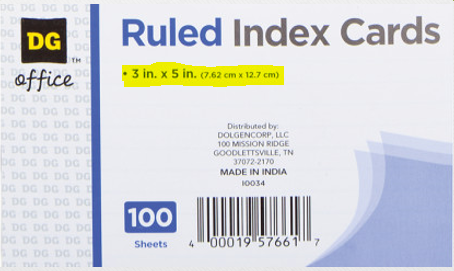 DG
TM
office
Ruled Index Cards
• 3 in. x 5 in. (7.62 cm x 12.7 cm)
Distributed by:
DOLGENCORP, LLC
100 MISSION RIDGE
GOODLETTSVILLE, TN
37072-2170
MADE IN INDIA
10034
100
Sheets
4 00019 57661 7